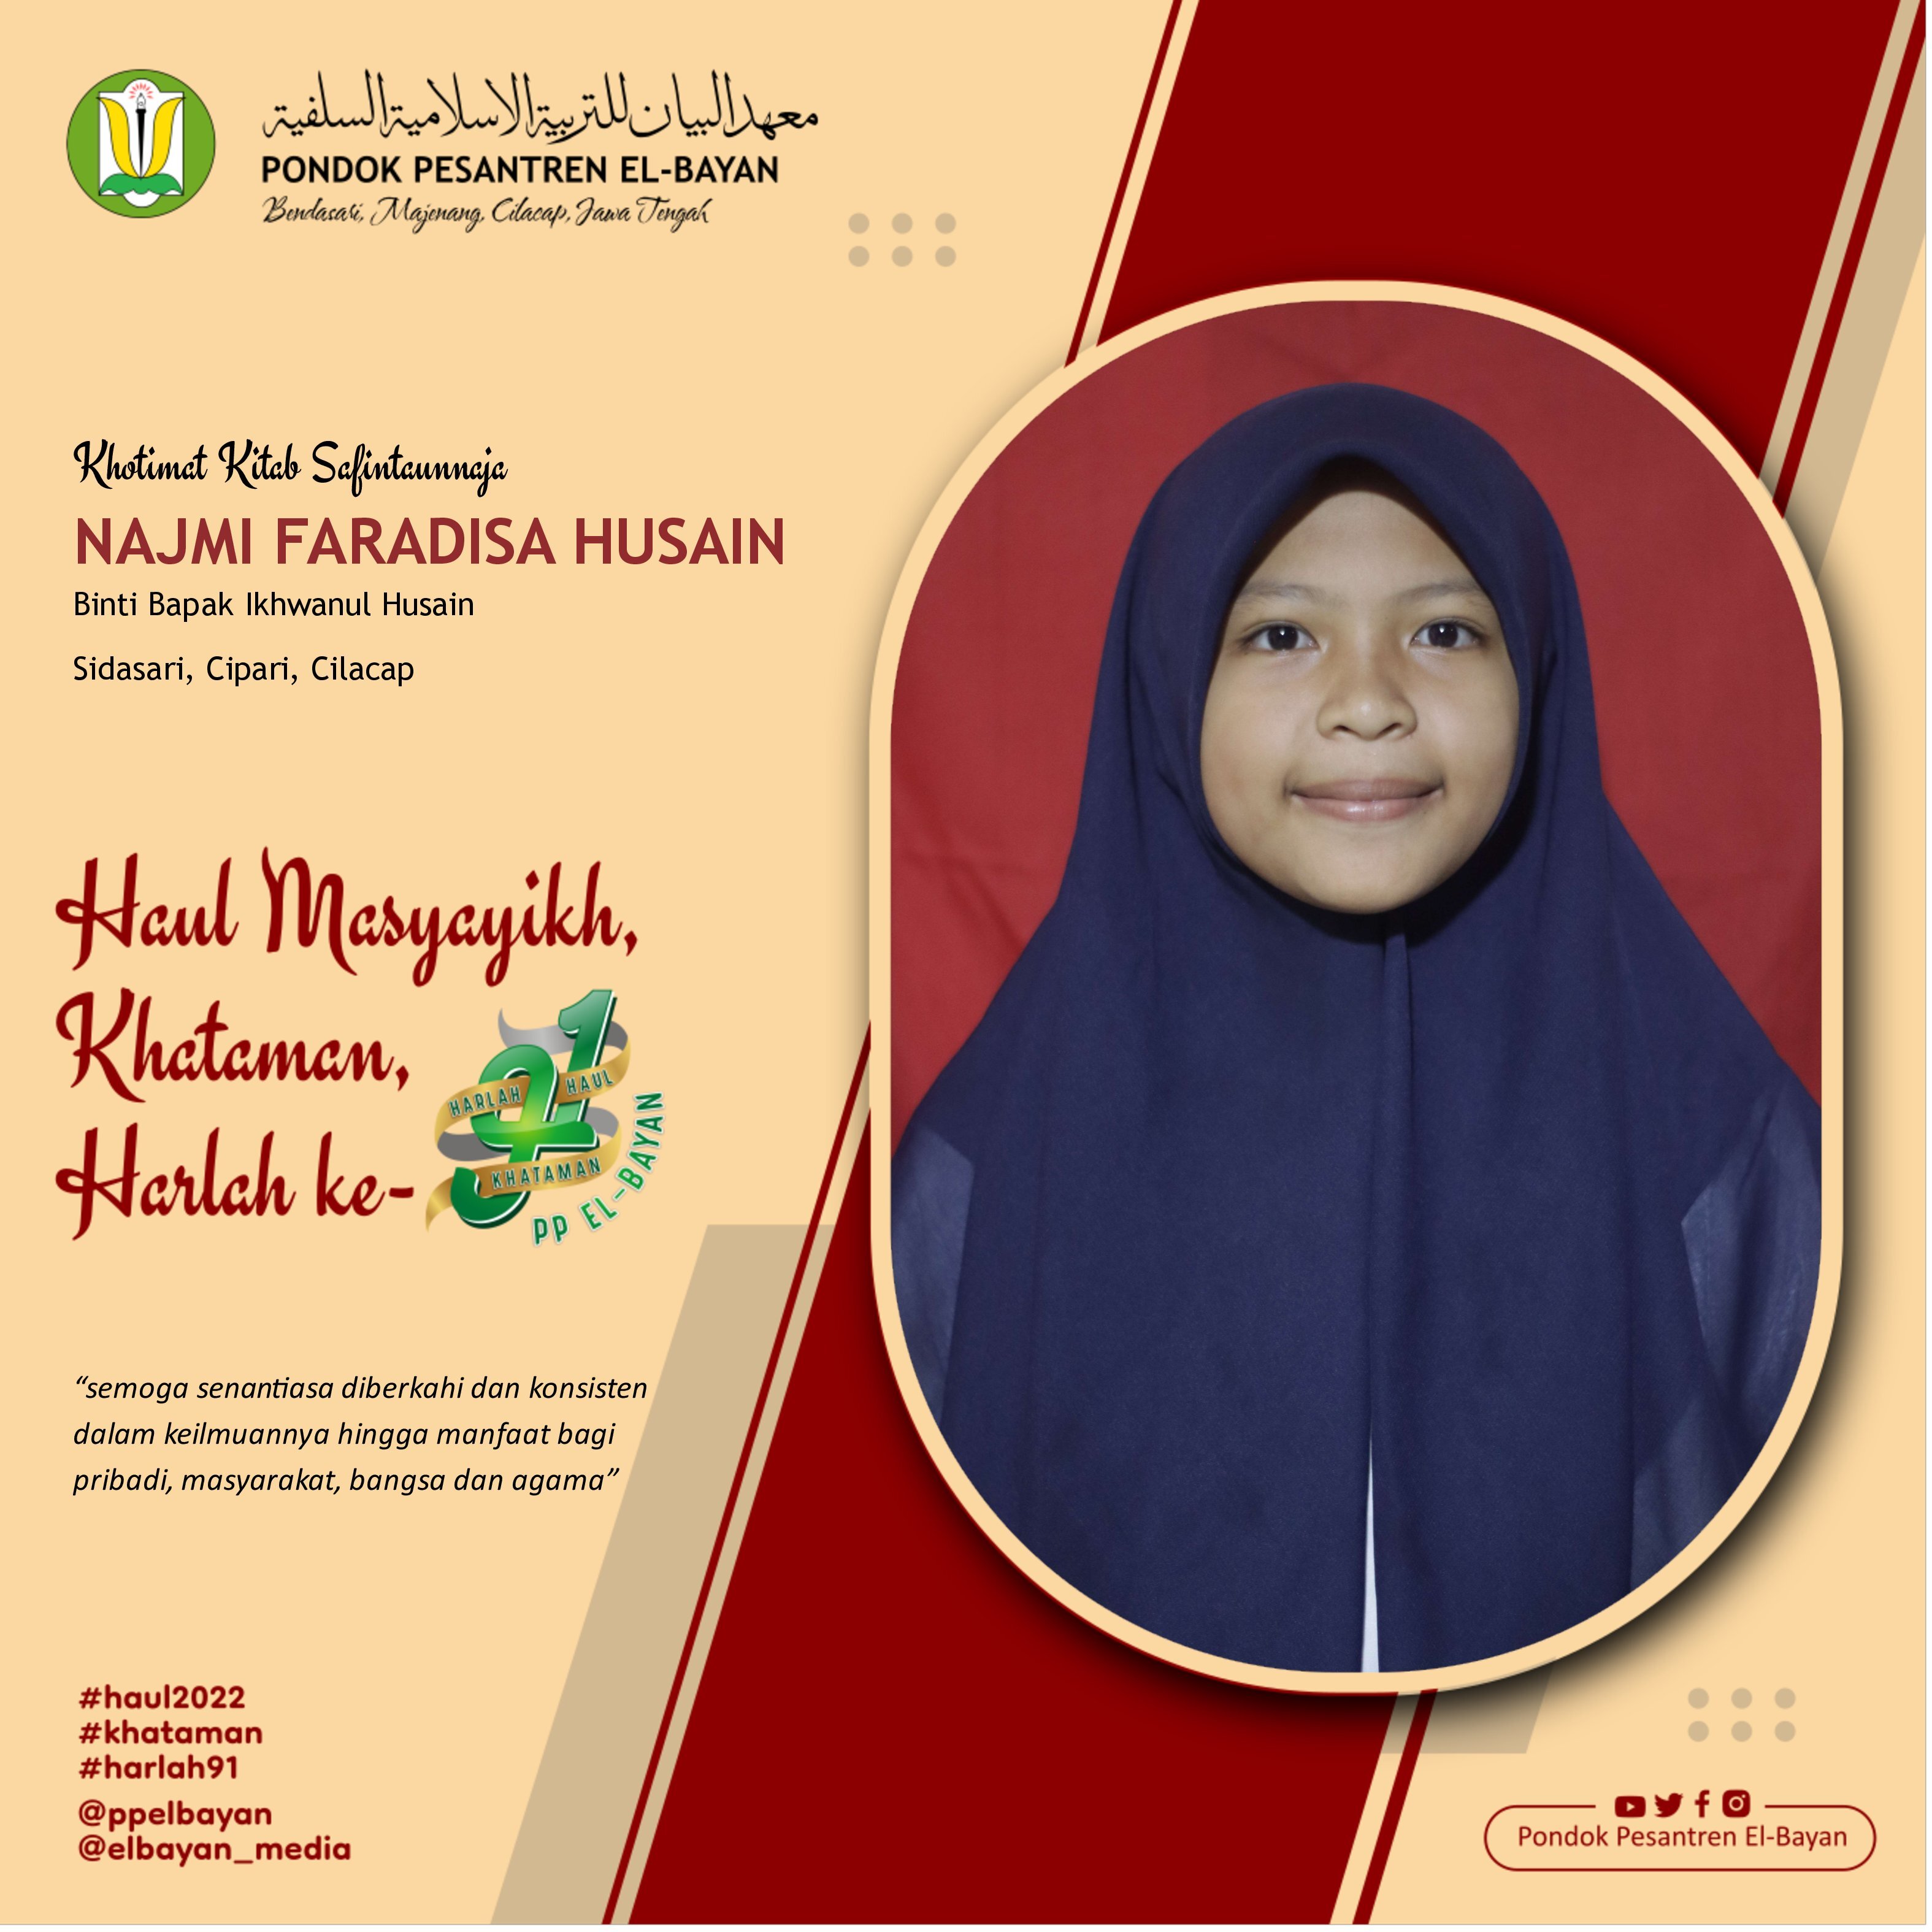 معهد البيان للتربية الاسلامية السلفية
PONDOK PESANTREN EL-BAYAN
Bendasari, Majenang, Cilacap, Jawa Tengah
Khotimat Kitab Safintaunnaja
NAJMI FARADISA HUSAIN
Binti Bapak Ikhwanul Husain
Sidasari, Cipari, Cilacap
Haul Masyayikh,
Khataman,
Harlah ke-
91
HARLAH HAUL
KHATAMAN
PP EL-BAYAN
“semoga senantiasa diberkahi dan konsisten
dalam keilmuannya hingga manfaat bagi
pribadi, masyarakat, bangsa dan agama”
#haul2022
#khataman
#harlah91
@ppelbayan
@elbayan_media
Pondok Pesantren El-Bayan